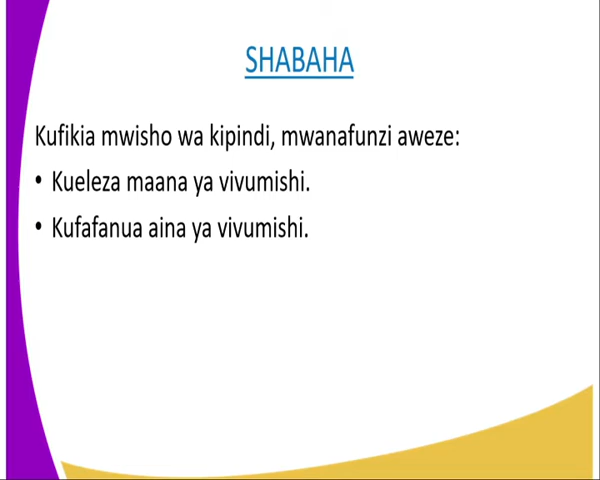 SHABAHA
Kufikia mwisho wa kipindi, mwanafunzi aweze:
• Kueleza maana ya vivumishi.
• Kufafanua aina ya vivumishi.